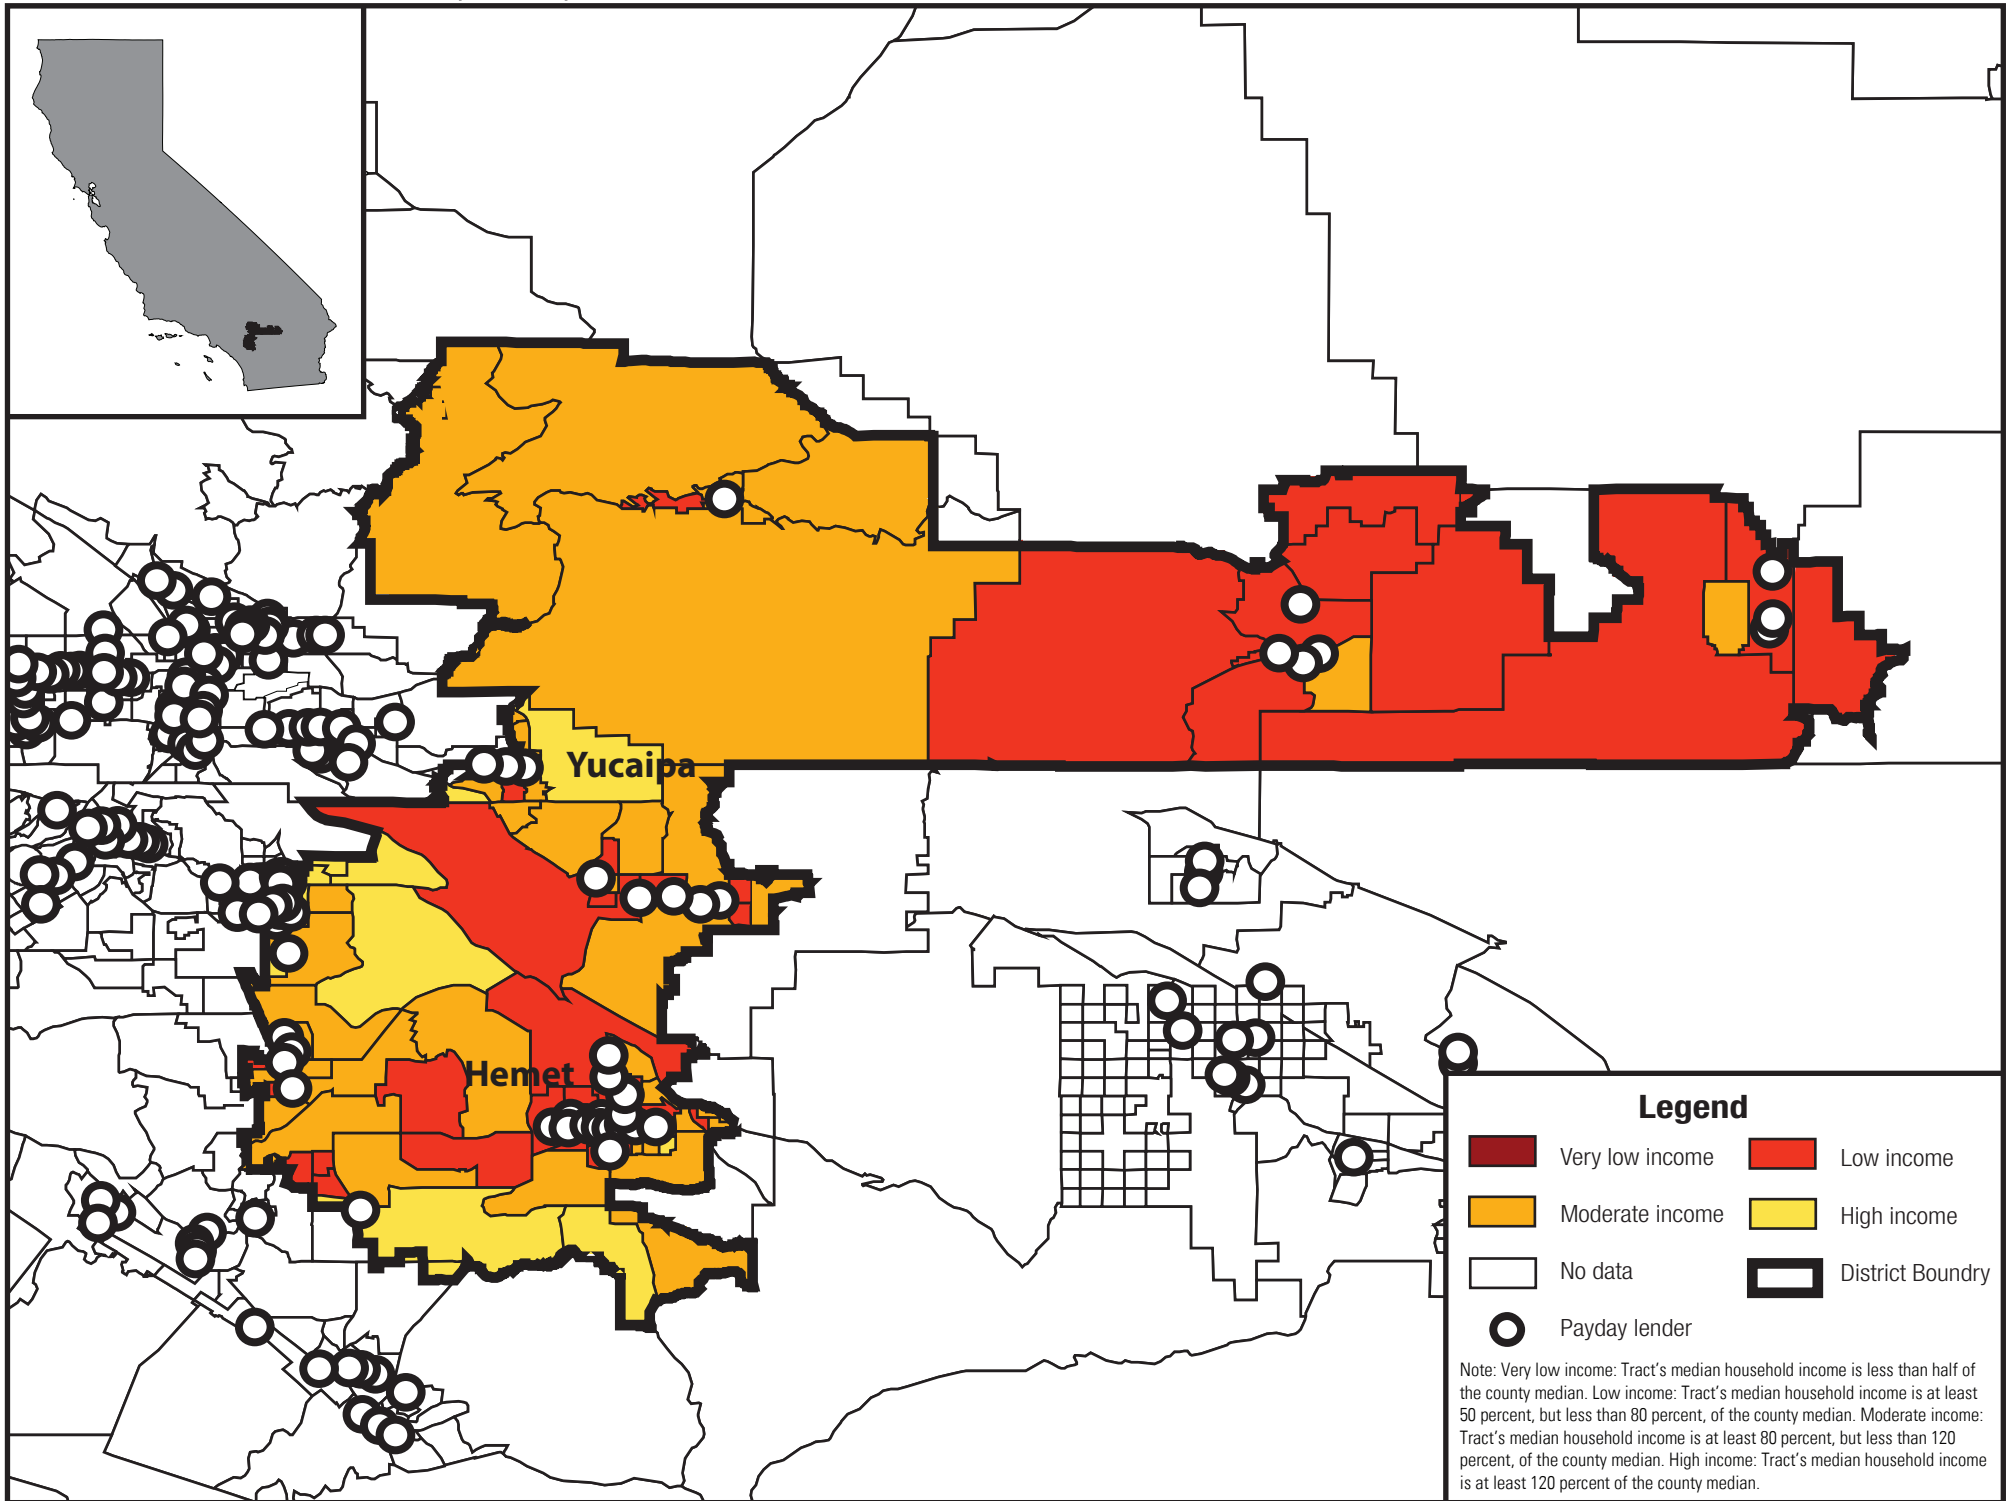 Yucaipa
Hemet
Legend
Very low income
Low income
Moderate income
High income
No data
District Boundry
Payday lender
Note: Very low income: Tract's median household income is less than half of
the county median. Low income: Tract's median household income is at least
50 percent, but less than 80 percent, of the county median. Moderate income:
Tract's median household income is at least 80 percent, but less than 120
percent, of the county median. High income: Tract's median household income
is at least 120 percent of the county median.